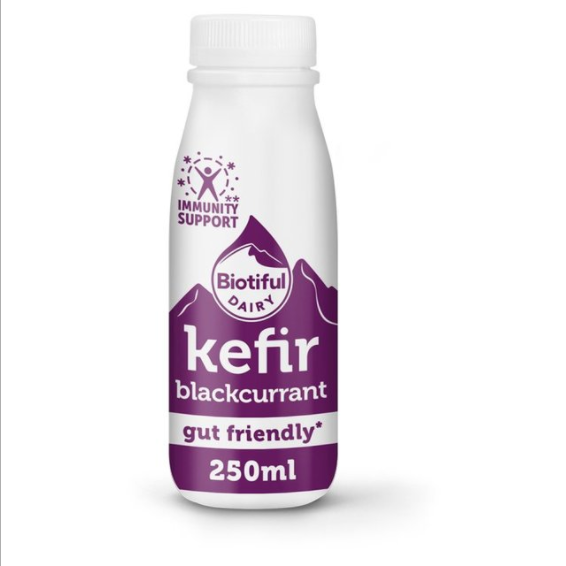 IMMUNITY**
SUPPORT
Biotiful
DAIRY
kefir
blackcurrant
gut friendly*
250ml